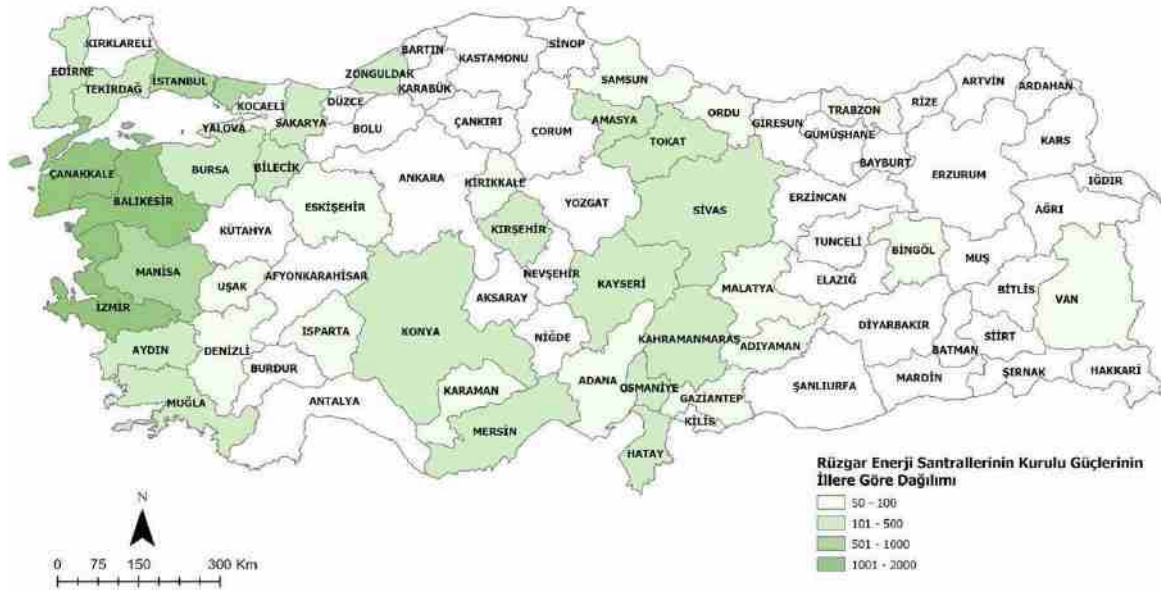 SİNOP
BARTIN
KIRKLARELİ
KASTAMONU
ARTVİN
ZONGULDAK
EDİRNE
İSTANBUL
SAMSUN
ARDAHAN
TEKİRDAĞ
KARABÜK
RİZE
KOCAELİ
DÜZCE
ORDU
TRABZON
AMASYA
GİRESUN
SAKARYA
ÇANKIRI
YALOVA
BOLU
ÇORUM
GÜMÜŞHANE
KARS
TOKAT
BAYBURT
BURSA
BİLECİK
ÇANAKKALE
ANKARA
ERZURUM
IĞDIR
KIRIKKALE
BALIKESİR
ERZİNCAN
YOZGAT
ESKİŞEHİR
SİVAS
AĞRI
KIRŞEHİR
KÜTAHYA
TUNCELİ
BİNGÖL
MUŞ
MANİSA
AFYONKARAHİSAR
NEVŞEHİR
KAYSERİ
ELAZIĞ
UŞAK
MALATYA
BİTLİS
VAN
AKSARAY
İZMİR
DİYARBAKIR
KONYA
ISPARTA
SİİRT
NİĞDE
KAHRAMANMARAŞ
ADIYAMAN
AYDIN
DENİZLİ
BATMAN
BURDUR
HAKKARİ
ŞIRNAK
MARDİN
ADANA
OSMANİYE
ŞANLIURFA
KARAMAN
GAZİANTEP
ANTALYA
MUĞLA
KİLİS
MERSİN
HATAY
Rüzgar Enerji Santrallerinin Kurulu Güçlerinin
İllere Göre Dağılımı
50 - 100
101 - 500
501 - 1000
1001 - 2000
N
0 75 150 300 Km